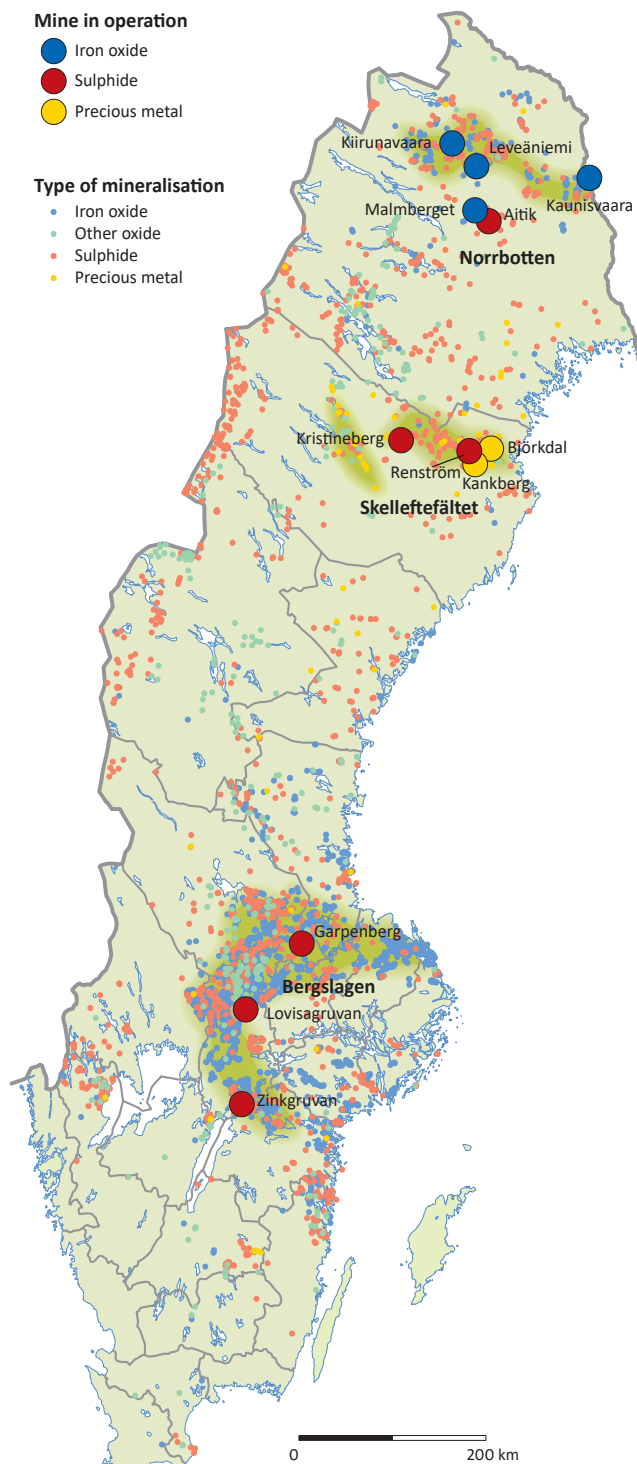 Mine in operation
Iron oxide
Sulphide
Precious metal
Type of mineralisation
Iron oxide
Other oxide
Sulphide
Precious metal
Kiirunavaara
Leveäniemi
Kaunisvaara
Malmberget
Aitik
Norrbotten
Kristineberg
Björkdal
Renström
Kankberg
Skelleftefältet
Garpenberg
Bergslagen
Lovisagruvan
Zinkgruvan
0 200 km